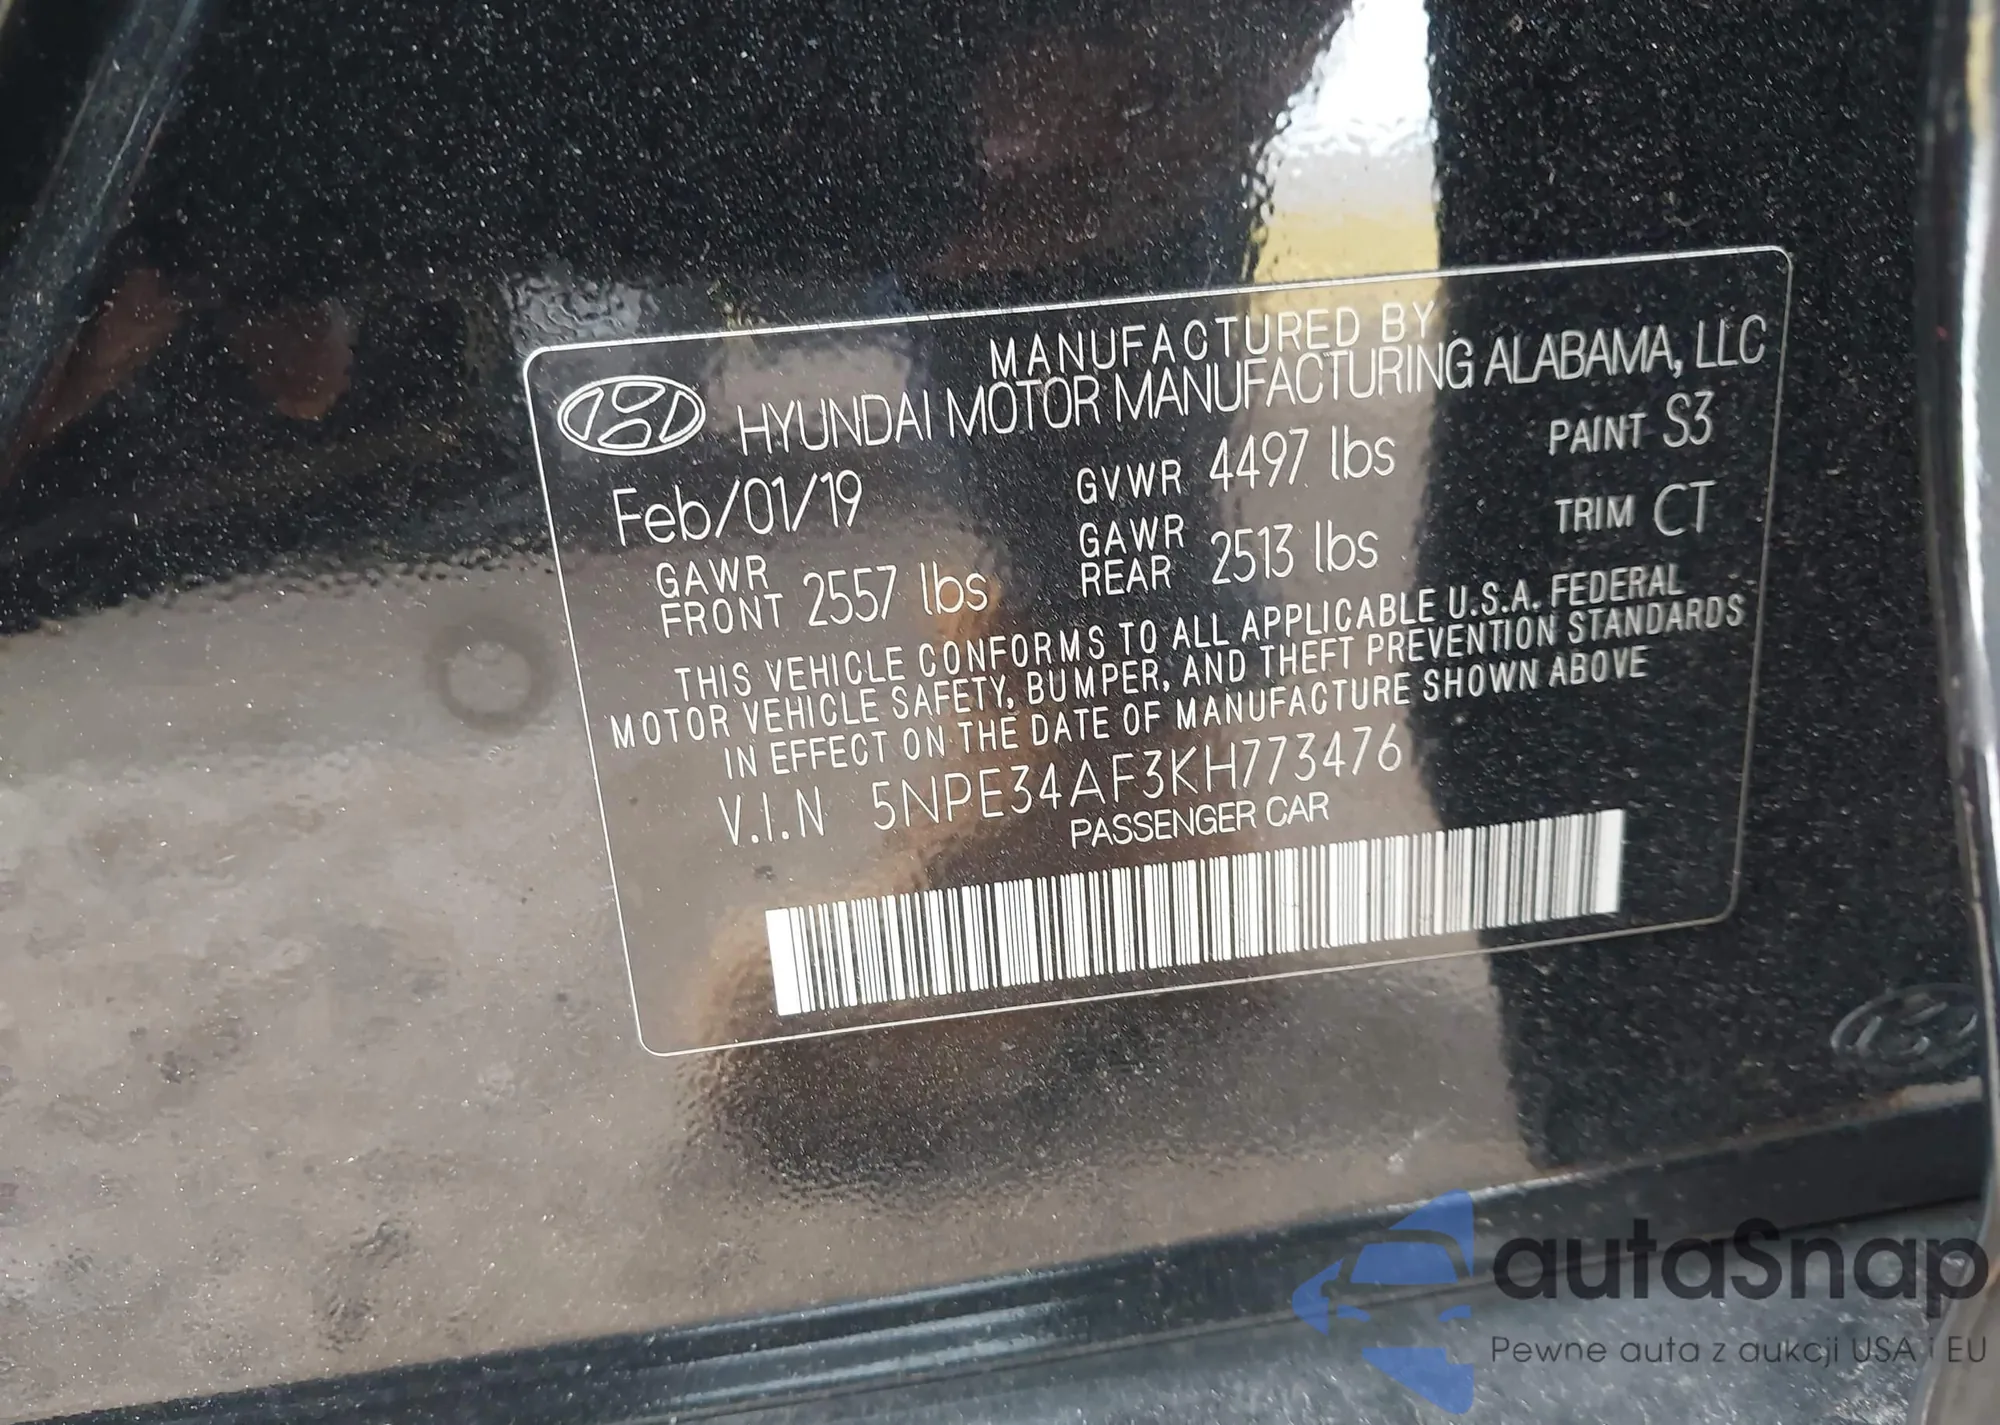 MANUFACTURED BY
HYUNDAI MOTOR MANUFACTURING ALABAMA, LLC
Feb/01/19 GVWR 4497 lbs PAINT S3
GAWR FRONT 2557 lbs GAWR REAR 2513 lbs TRIM CT
THIS VEHICLE CONFORMS TO ALL APPLICABLE U.S.A. FEDERAL
MOTOR VEHICLE SAFETY, BUMPER, AND THEFT PREVENTION STANDARDS
IN EFFECT ON THE DATE OF MANUFACTURE SHOWN ABOVE
V.I.N 5NPE34AF3KH773476
PASSENGER CAR
autaSnap
Pewne auta z aukcji USA i EU